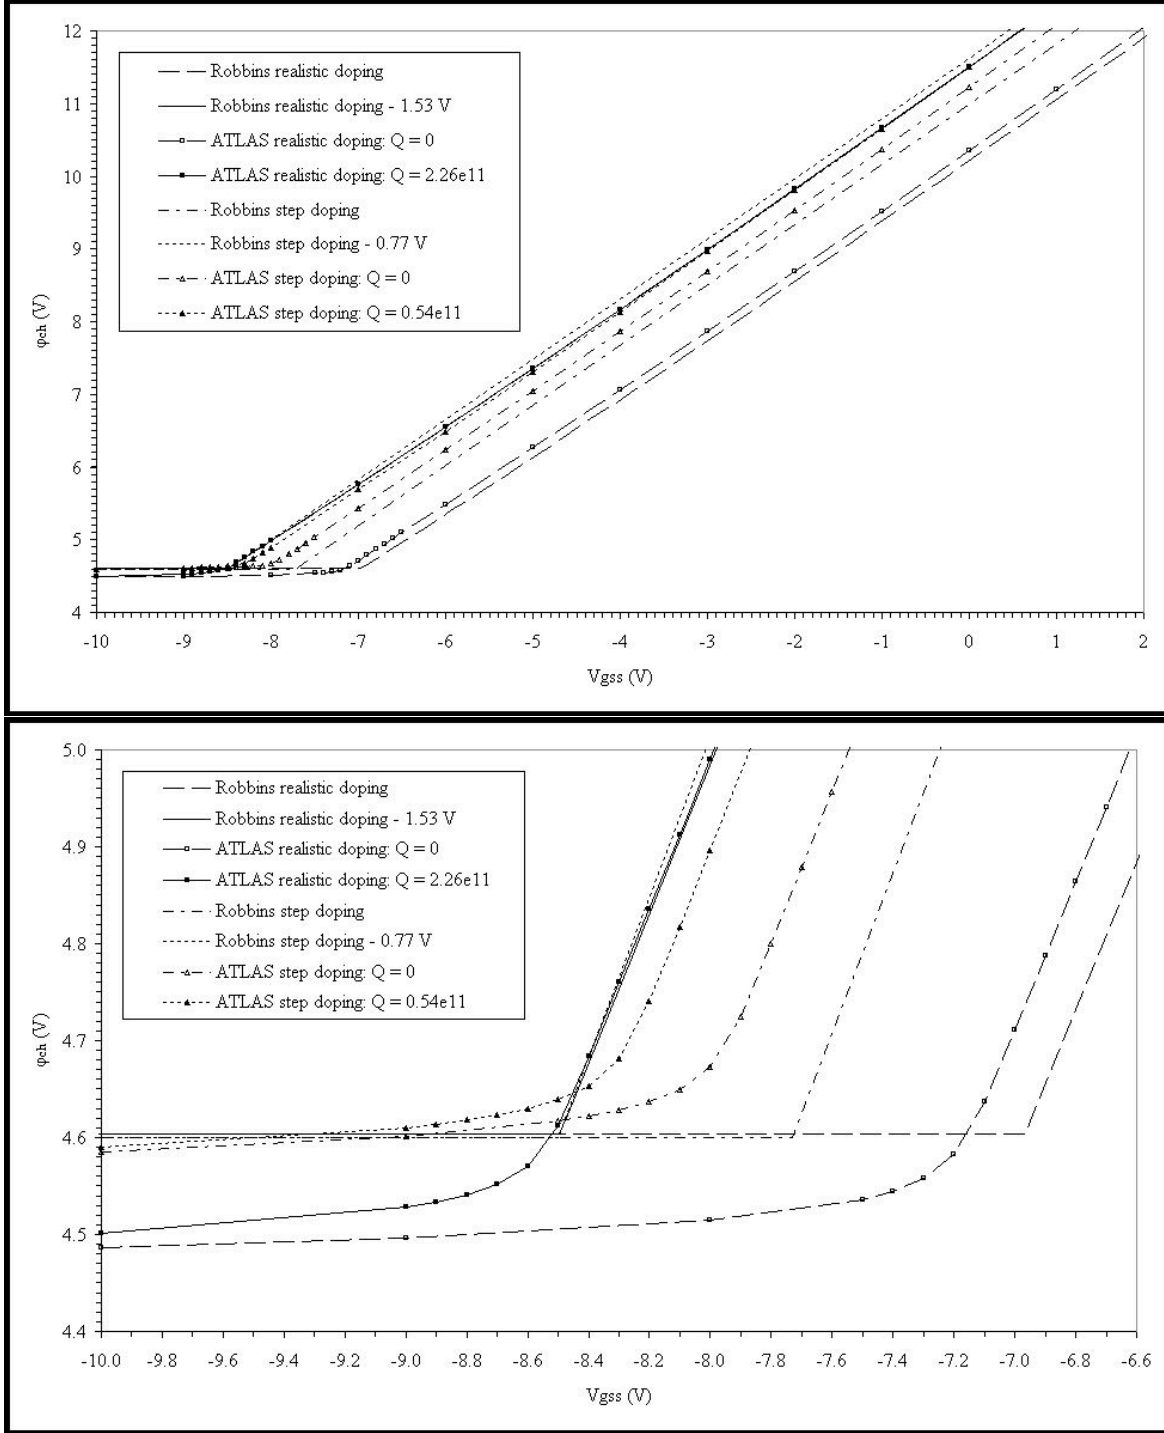 12
11
10
9
8
7
6
5
4
φch (V)
Robbins realistic doping
Robbins realistic doping - 1.53 V
ATLAS realistic doping: Q = 0
ATLAS realistic doping: Q = 2.26e11
Robbins step doping
Robbins step doping - 0.77 V
ATLAS step doping: Q = 0
ATLAS step doping: Q = 0.54e11
-10 -9 -8 -7 -6 -5 -4 -3 -2 -1 0 1 2
Vgss (V)
5.0
4.9
4.8
4.7
4.6
4.5
4.4
φch (V)
Robbins realistic doping
Robbins realistic doping - 1.53 V
ATLAS realistic doping: Q = 0
ATLAS realistic doping: Q = 2.26e11
Robbins step doping
Robbins step doping - 0.77 V
ATLAS step doping: Q = 0
ATLAS step doping: Q = 0.54e11
-10.0 -9.8 -9.6 -9.4 -9.2 -9.0 -8.8 -8.6 -8.4 -8.2 -8.0 -7.8 -7.6 -7.4 -7.2 -7.0 -6.8 -6.6
Vgss (V)